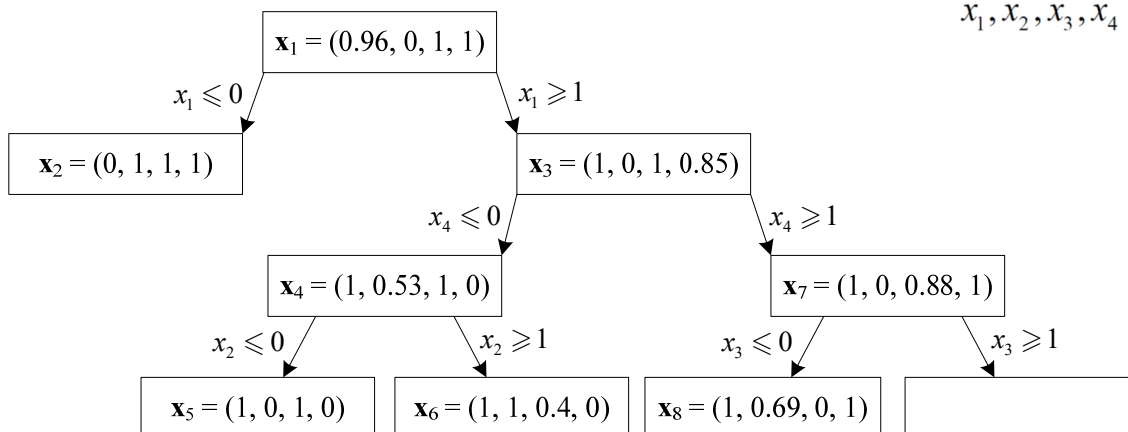 x₁, x₂, x₃, x₄
𝐱₁ = (0.96, 0, 1, 1)
x₁ ⩽ 0
x₁ ⩾ 1
𝐱₂ = (0, 1, 1, 1)
𝐱₃ = (1, 0, 1, 0.85)
x₄ ⩽ 0
x₄ ⩾ 1
𝐱₄ = (1, 0.53, 1, 0)
𝐱₇ = (1, 0, 0.88, 1)
x₂ ⩽ 0
x₂ ⩾ 1
x₃ ⩽ 0
x₃ ⩾ 1
𝐱₅ = (1, 0, 1, 0)
𝐱₆ = (1, 1, 0.4, 0)
𝐱₈ = (1, 0.69, 0, 1)